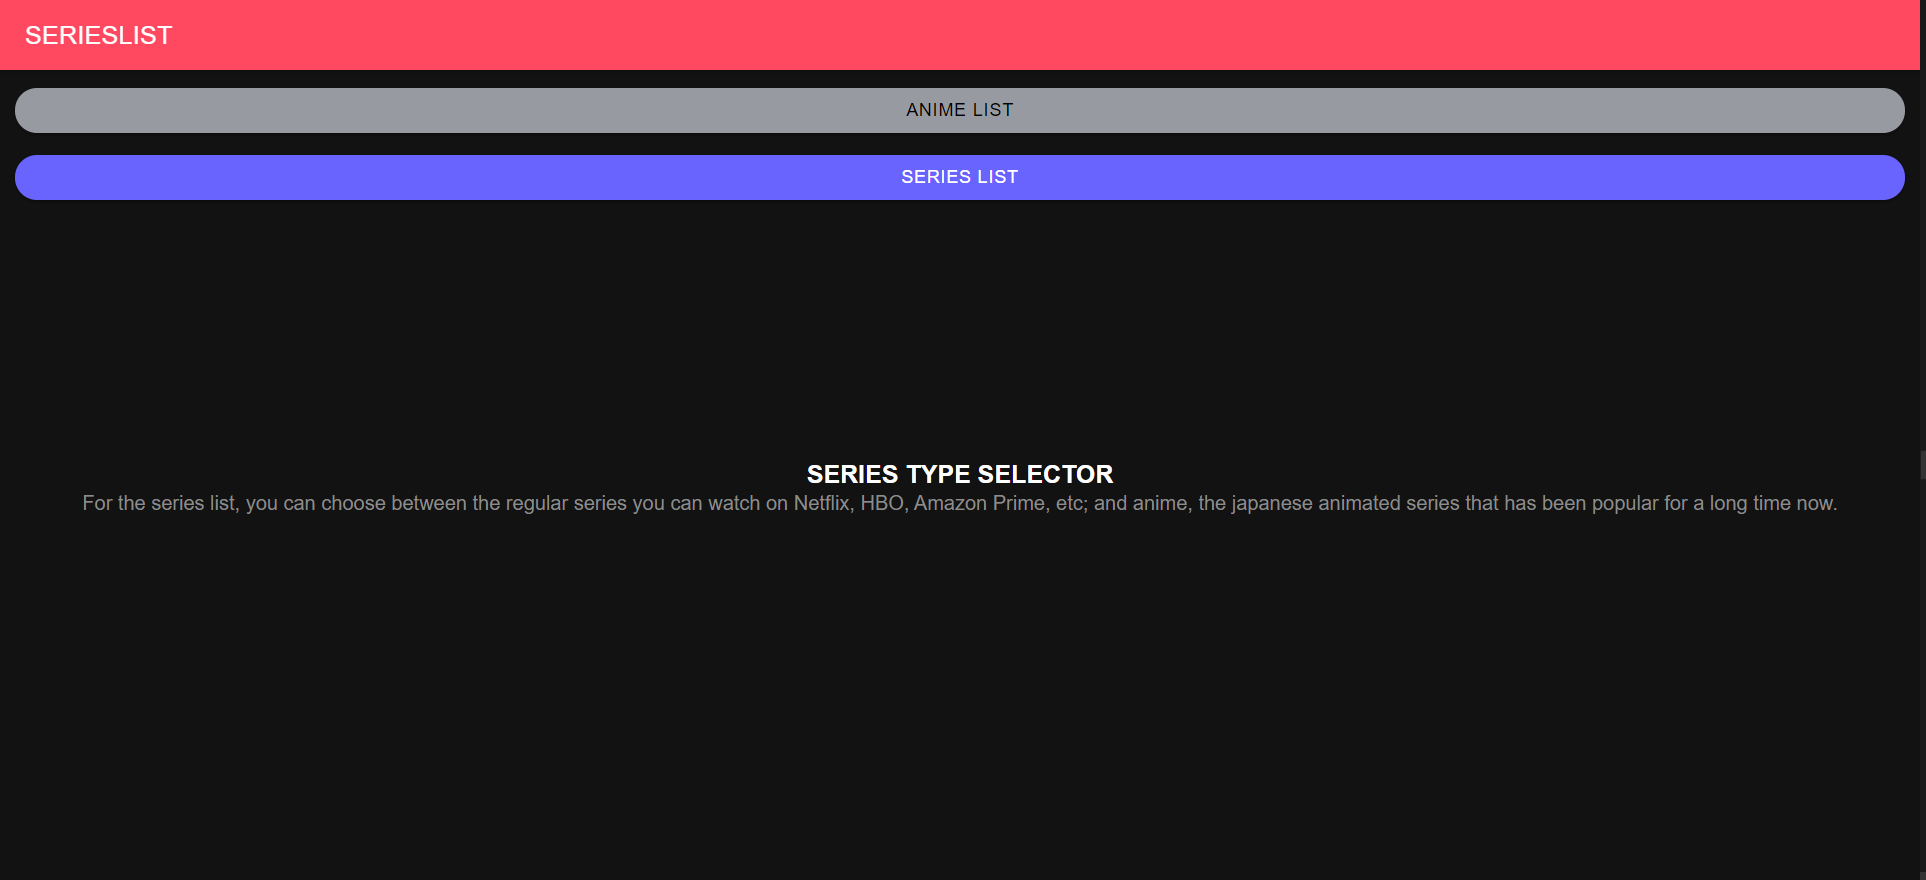 SERIESLIST
ANIME LIST
SERIES LIST
SERIES TYPE SELECTOR
For the series list, you can choose between the regular series you can watch on Netflix, HBO, Amazon Prime, etc; and anime, the japanese animated series that has been popular for a long time now.